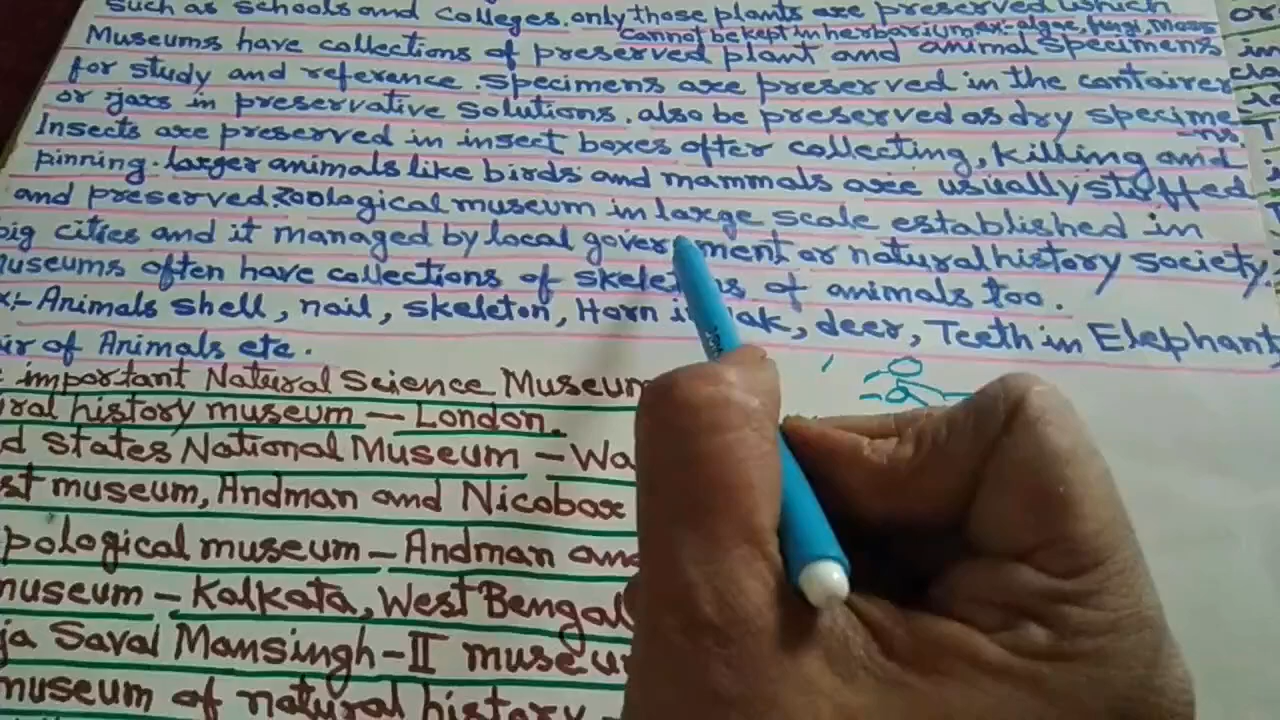 such as schools and colleges. only those plants are preserved which
cannot be kept in herbarium. ex:- algae, fungi, Moss
Museums have collections of preserved plant and animal specimens
for study and reference. specimens are preserved in the container
or jars in preservative solutions. also be preserved as dry specime
-ns.
Insects are preserved in insect boxes after collecting, killing and
pinning. larger animals like birds and mammals are usually stuffed
and preserved. zoological museum in large scale established in
big cities and it managed by local government or natural history society.
museums often have collections of skeletons of animals too.
x:- Animals shell, nail, skeleton, Horn in yak, deer, Teeth in Elephant
ir of Animals etc.
important Natural Science Museum
ral history museum — London.
d states National Museum — Wa
st museum, Andman and Nicobar
pological museum — Andman and
museum — Kolkata, West Bengal
ja Saval Mansingh-II museu
museum of natural history -